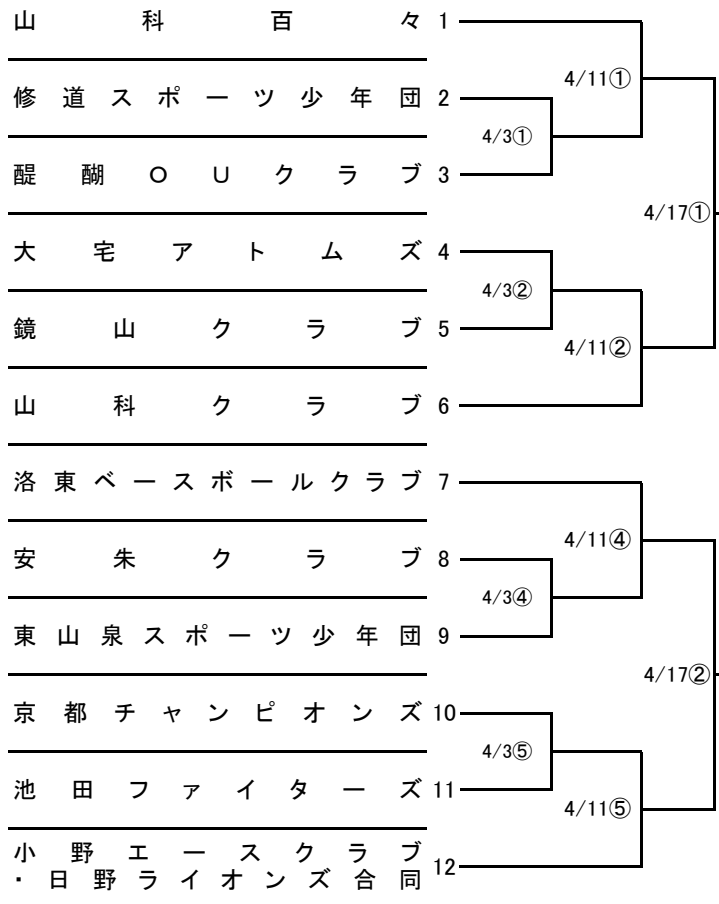 山科百々 1
4/11①
修道スポーツ少年団 2
4/3①
醍醐OUクラブ 3
4/17①
大宅アトムズ 4
4/3②
鏡山クラブ 5
4/11②
山科クラブ 6
洛東ベースボールクラブ 7
4/11④
安朱クラブ 8
4/3④
東山泉スポーツ少年団 9
4/17②
京都チャンピオンズ 10
4/3⑤
池田ファイターズ 11
4/11⑤
小野エースクラブ
・日野ライオンズ合同 12